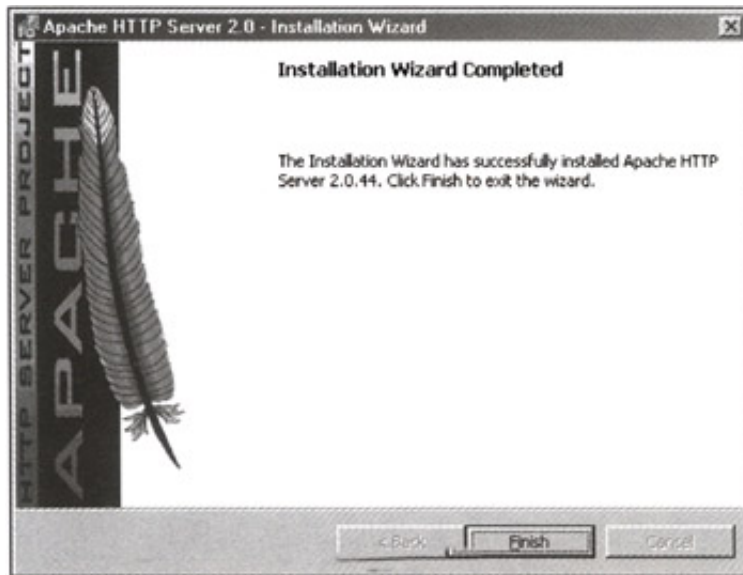 Apache HTTP Server 2.0 - Installation Wizard
HTTP SERVER PROJECT
APACHE
Installation Wizard Completed
The Installation Wizard has successfully installed Apache HTTP
Server 2.0.44. Click Finish to exit the wizard.
< Back
Finish
Cancel